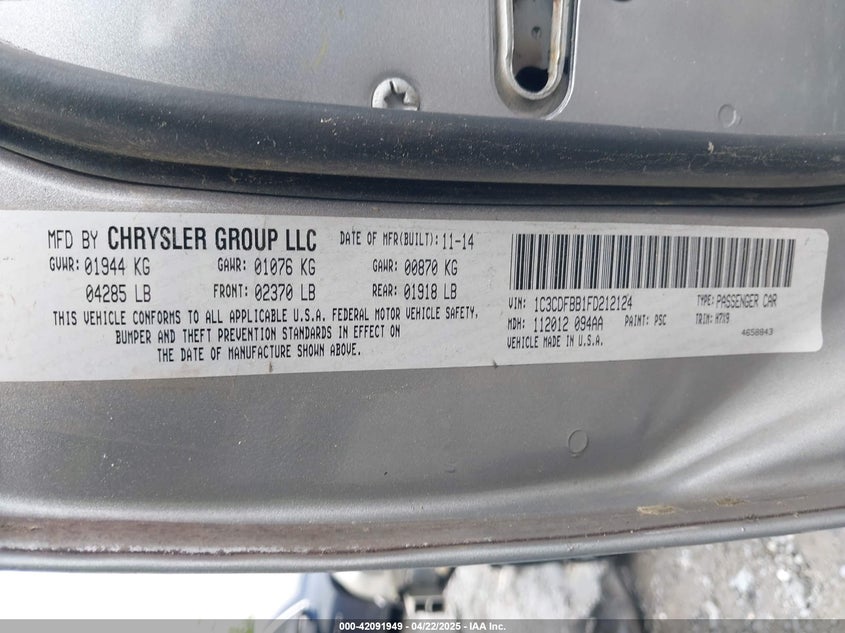 MFD BY CHRYSLER GROUP LLC DATE OF MFR(BUILT): 11-14
GVWR: 01944 KG GAWR: 01076 KG GAWR: 00870 KG
04285 LB FRONT: 02370 LB REAR: 01918 LB
THIS VEHICLE CONFORMS TO ALL APPLICABLE U.S.A. FEDERAL MOTOR VEHICLE SAFETY,
BUMPER AND THEFT PREVENTION STANDARDS IN EFFECT ON
THE DATE OF MANUFACTURE SHOWN ABOVE.
VIN: 1C3CDFBB1FD212124 TYPE: PASSENGER CAR
MDH: 112012 094AA PAINT: PSC TRIM: H7X9
VEHICLE MADE IN U.S.A. 4658843
000-42091949 - 04/22/2025 - IAA Inc.